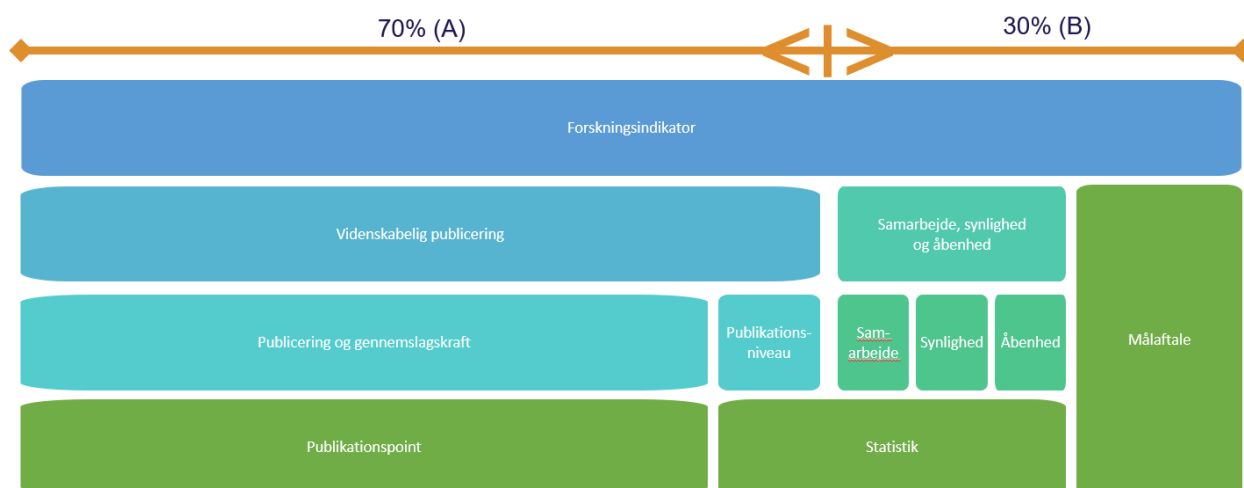 70% (A)
30% (B)
Forskningsindikator
Videnskabelig publicering
Samarbejde, synlighed
og åbenhed
Publicering og gennemslagskraft
Publikations-
niveau
Sam-
arbejde
Synlighed
Åbenhed
Målaftale
Publikationspoint
Statistik